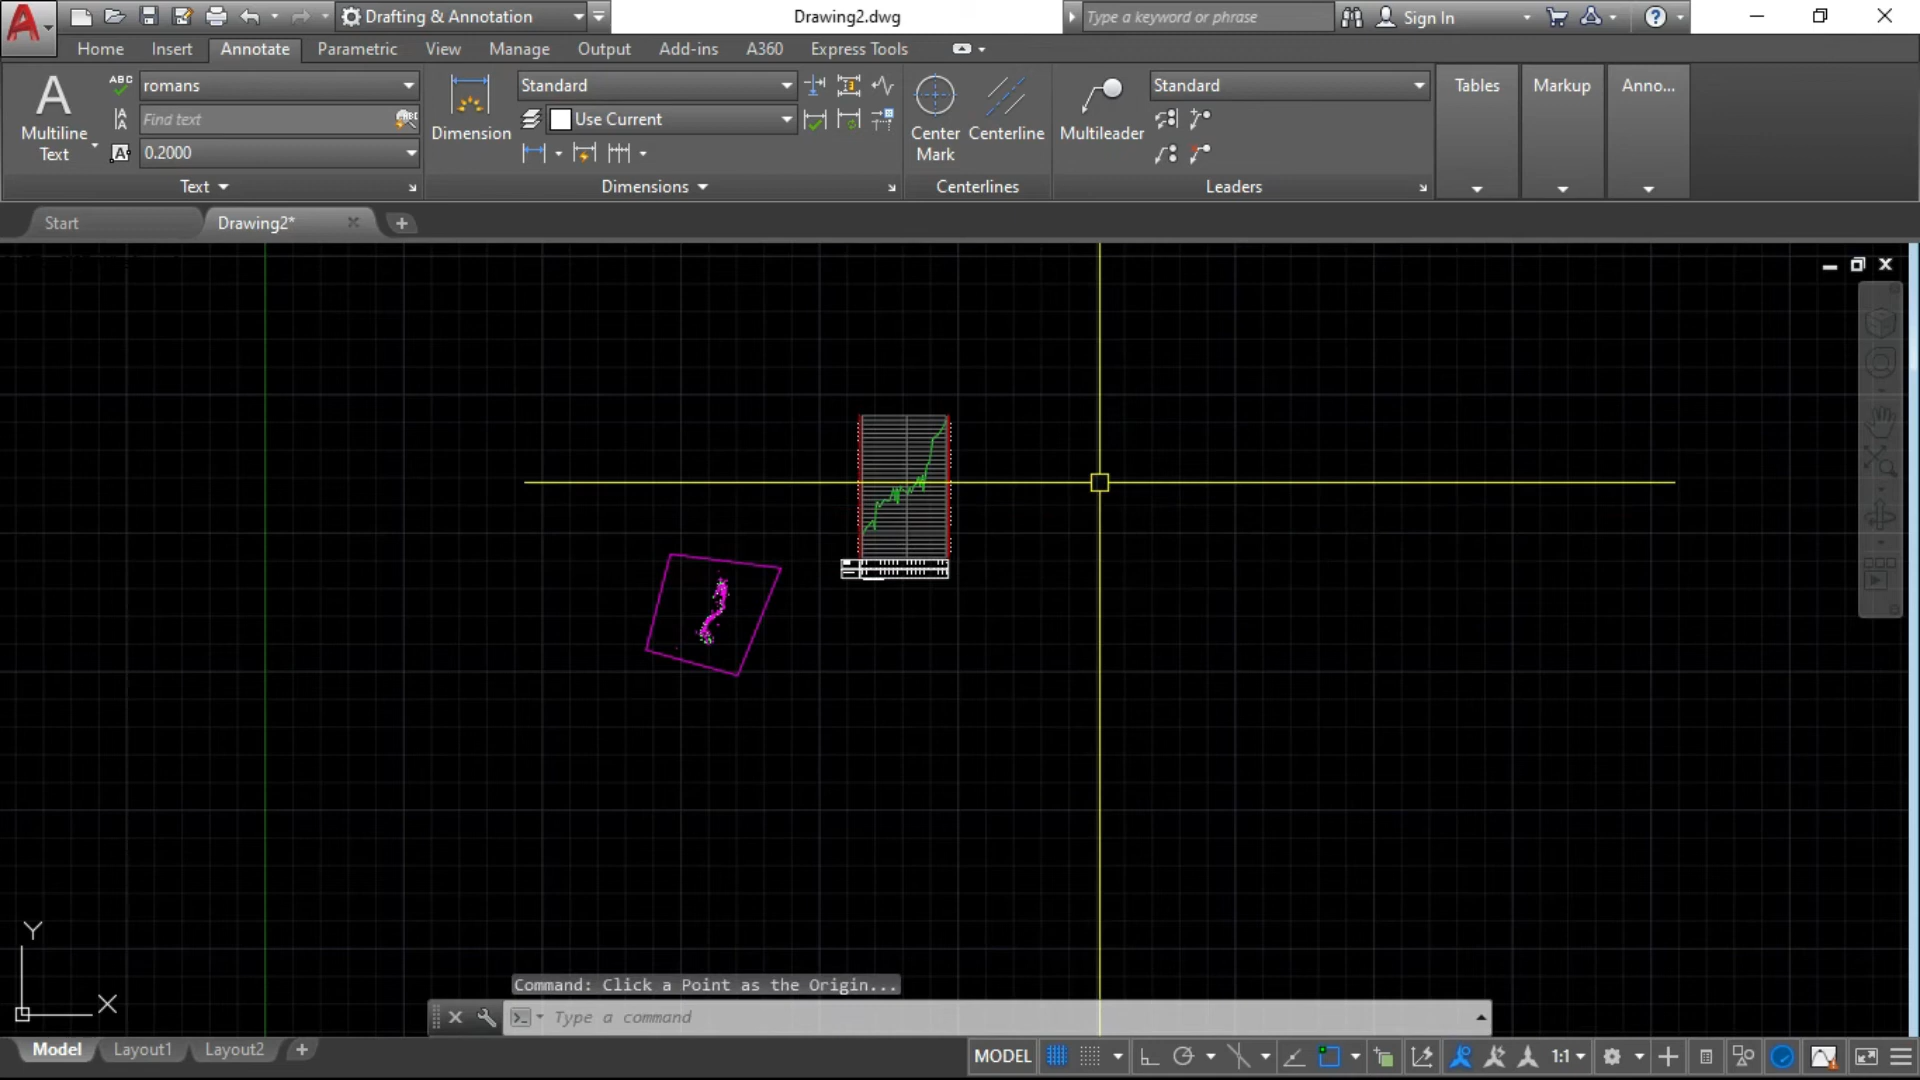 Drafting & Annotation
Drawing2.dwg
Type a keyword or phrase
Sign In
Home
Insert
Annotate
Parametric
View
Manage
Output
Add-ins
A360
Express Tools
A
Multiline
Text
ABC
romans
Find text
ABC
A
0.2000
Text
Dimension
Standard
Use Current
Dimensions
Center
Mark
Centerline
Centerlines
Multileader
Standard
Leaders
Tables
Markup
Anno...
Start
Drawing2*
Y
X
Command: Click a Point as the Origin...
Type a command
Model
Layout1
Layout2
MODEL
1:1